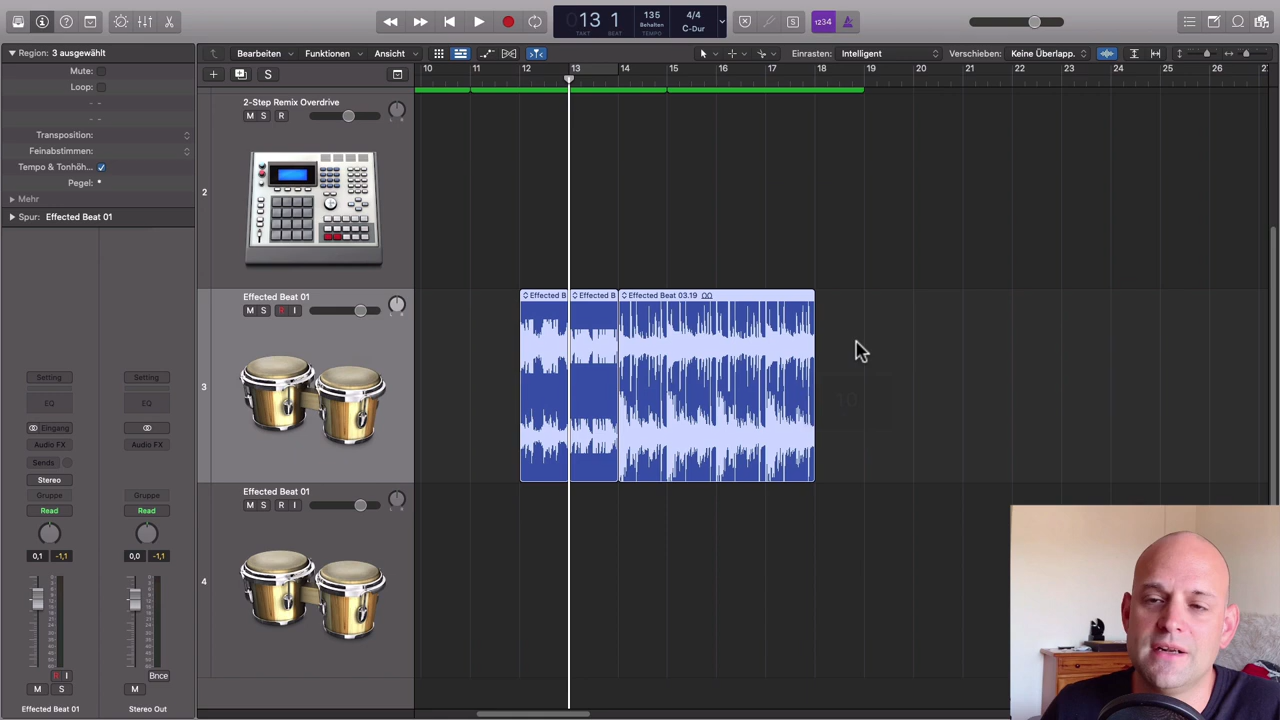 13 1
TAKT BEAT
135
Behalten
TEMPO
4/4
C-Dur
S
1234
Region: 3 ausgewählt
Mute:
Loop:
Transposition:
Feinabstimmen:
Tempo & Tonhöh...
Pegel:
Mehr
Spur: Effected Beat 01
Bearbeiten
Funktionen
Ansicht
Einrasten: Intelligent
Verschieben: Keine Überlapp.
S
10 11 12 13 14 15 16 17 18 19 20 21 22 23 24 25 26
2-Step Remix Overdrive
M S R
2
Effected Beat 01
M S R I
3
Effected B
Effected B
Effected Beat 03.19
Effected Beat 01
M S R I
4
Setting
Setting
EQ
EQ
Eingang
Audio FX
Audio FX
Sends
Stereo
Gruppe
Gruppe
Read
Read
0,1 -1,1
0,0 -1,1
R I
Bnce
M S
M
Effected Beat 01
Stereo Out